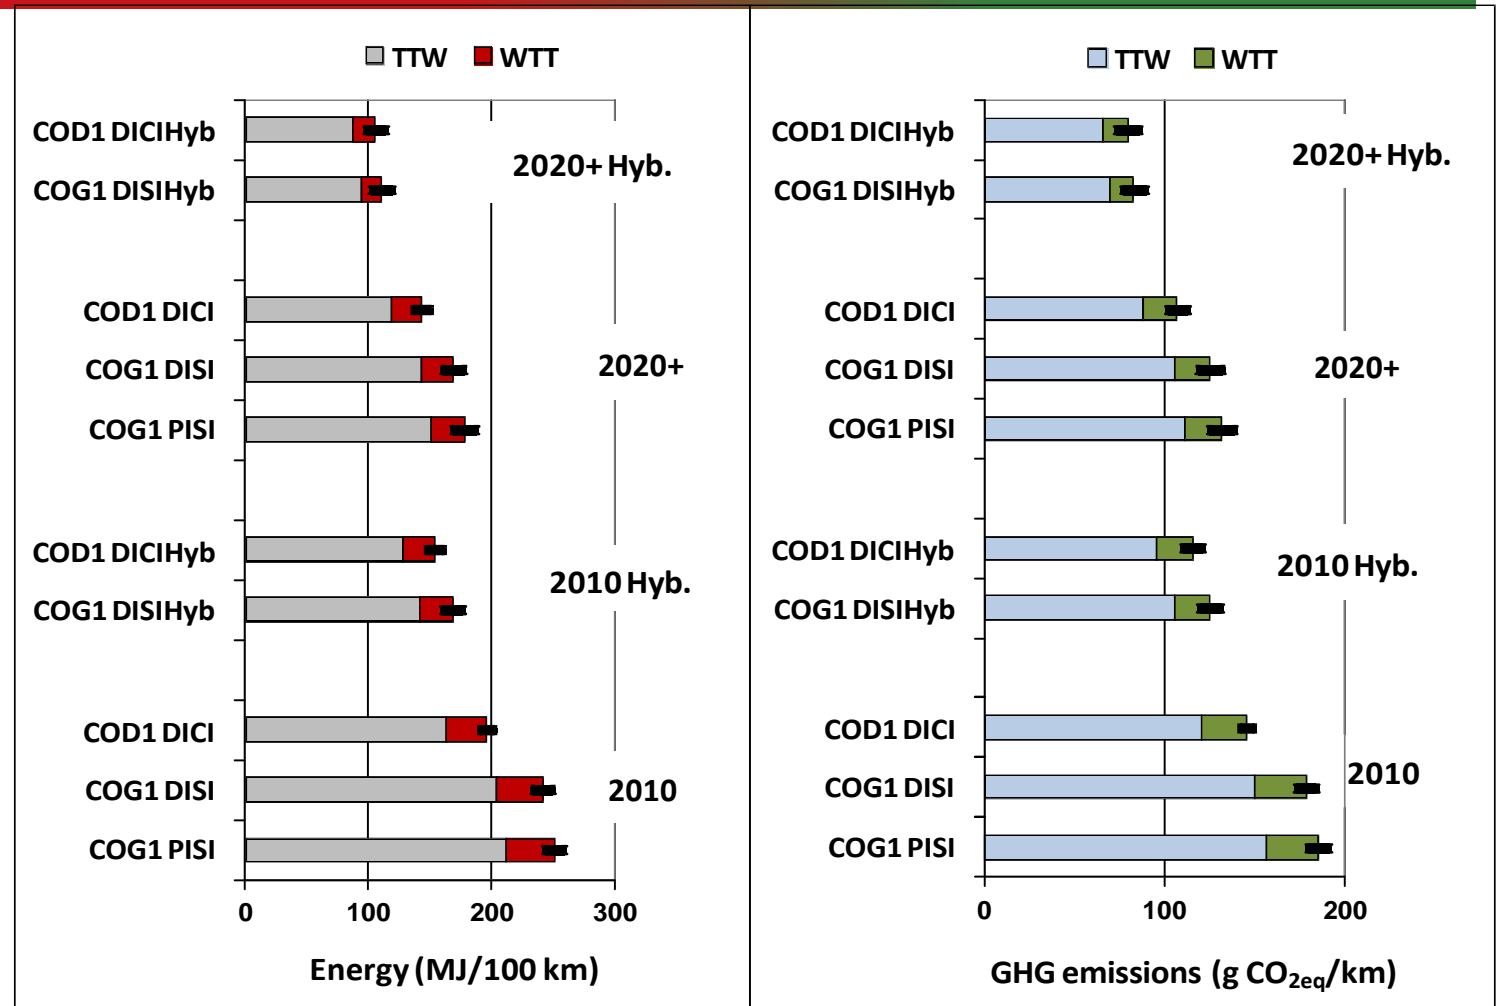 TTW WTT
COD1 DICIHyb
2020+ Hyb.
COG1 DISIHyb
COD1 DICI
COG1 DISI
2020+
COG1 PISI
COD1 DICIHyb
2010 Hyb.
COG1 DISIHyb
COD1 DICI
COG1 DISI
2010
COG1 PISI
0 100 200 300
Energy (MJ/100 km)
TTW WTT
COD1 DICIHyb
2020+ Hyb.
COG1 DISIHyb
COD1 DICI
COG1 DISI
2020+
COG1 PISI
COD1 DICIHyb
2010 Hyb.
COG1 DISIHyb
COD1 DICI
2010
COG1 DISI
COG1 PISI
0 100 200
GHG emissions (g CO2eq/km)